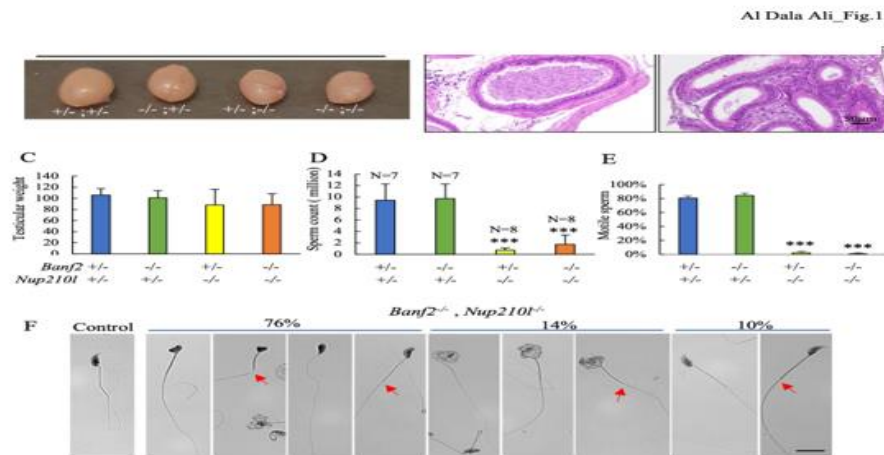 Al Dala Ali_Fig.1
+/- ;+/-
-/- ;+/-
+/- ;-/-
-/- ;-/-
50um
C
D
E
Testicular weight
120
100
80
60
40
20
0
Sperm count ( million)
14
12
10
8
6
4
2
0
N=7
N=7
N=8
***
N=8
***
Motile sperm
100%
80%
60%
40%
20%
0%
***
***
Banf2 +/- -/- +/- -/-
Nup210l +/- +/- -/- -/-
+/- -/- +/- -/-
+/- +/- -/- -/-
+/- -/- +/- -/-
+/- +/- -/- -/-
F
Banf2-/- , Nup210l-/-
Control
76%
14%
10%